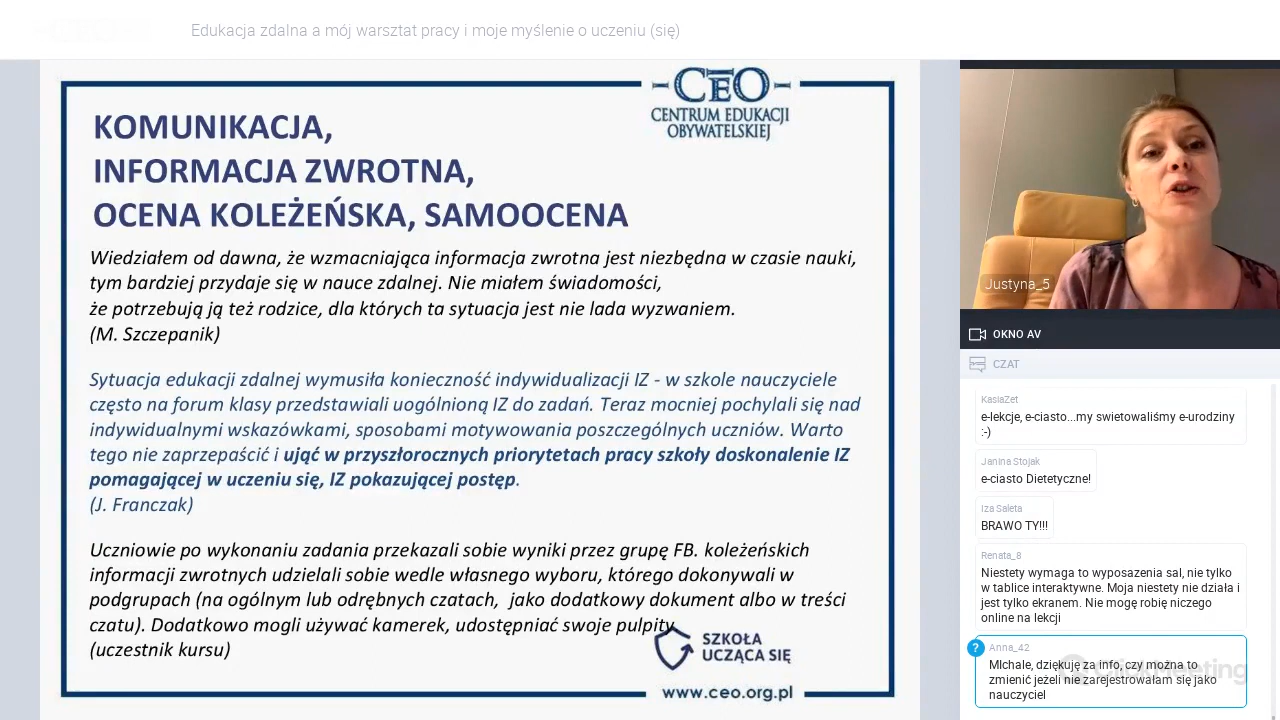 Edukacja zdalna a mój warsztat pracy i moje myślenie o uczeniu (się)
CEO
CENTRUM EDUKACJI
OBYWATELSKIEJ
KOMUNIKACJA,
INFORMACJA ZWROTNA,
OCENA KOLEŻEŃSKA, SAMOOCENA
Wiedziałem od dawna, że wzmacniająca informacja zwrotna jest niezbędna w czasie nauki,
tym bardziej przydaje się w nauce zdalnej. Nie miałem świadomości,
że potrzebują ją też rodzice, dla których ta sytuacja jest nie lada wyzwaniem.
(M. Szczepanik)
Sytuacja edukacji zdalnej wymusiła konieczność indywidualizacji IZ - w szkole nauczyciele
często na forum klasy przedstawiali uogólnioną IZ do zadań. Teraz mocniej pochylali się nad
indywidualnymi wskazówkami, sposobami motywowania poszczególnych uczniów. Warto
tego nie zaprzepaścić i ująć w przyszłorocznych priorytetach pracy szkoły doskonalenie IZ
pomagającej w uczeniu się, IZ pokazującej postęp.
(J. Franczak)
Uczniowie po wykonaniu zadania przekazali sobie wyniki przez grupę FB. koleżeńskich
informacji zwrotnych udzielali sobie wedle własnego wyboru, którego dokonywali w
podgrupach (na ogólnym lub odrębnych czatach, jako dodatkowy dokument albo w treści
czatu). Dodatkowo mogli używać kamerek, udostępniać swoje pulpity.
(uczestnik kursu)
SZKOŁA
UCZĄCA SIĘ
www.ceo.org.pl
Justyna_5
OKNO AV
CZAT
KasiaZet
e-lekcje, e-ciasto...my swietowaliśmy e-urodziny
:-)
Janina Stojak
e-ciasto Dietetyczne!
Iza Saleta
BRAWO TY!!!
Renata_8
Niestety wymaga to wyposazenia sal, nie tylko
w tablice interaktywne. Moja niestety nie działa i
jest tylko ekranem. Nie mogę robię niczego
online na lekcji
?
Anna_42
MIchale, dziękuję za info, czy można to
zmienić jeżeli nie zarejestrowałam się jako
nauczyciel
ClickMeeting